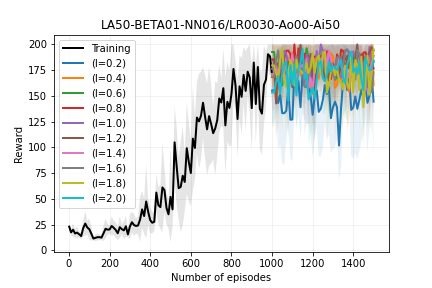 LA50-BETA01-NN016/LR0030-Ao00-Ai50
200
175
150
125
100
75
50
25
0
Reward
Training
(l=0.2)
(l=0.4)
(l=0.6)
(l=0.8)
(l=1.0)
(l=1.2)
(l=1.4)
(l=1.6)
(l=1.8)
(l=2.0)
0 200 400 600 800 1000 1200 1400
Number of episodes